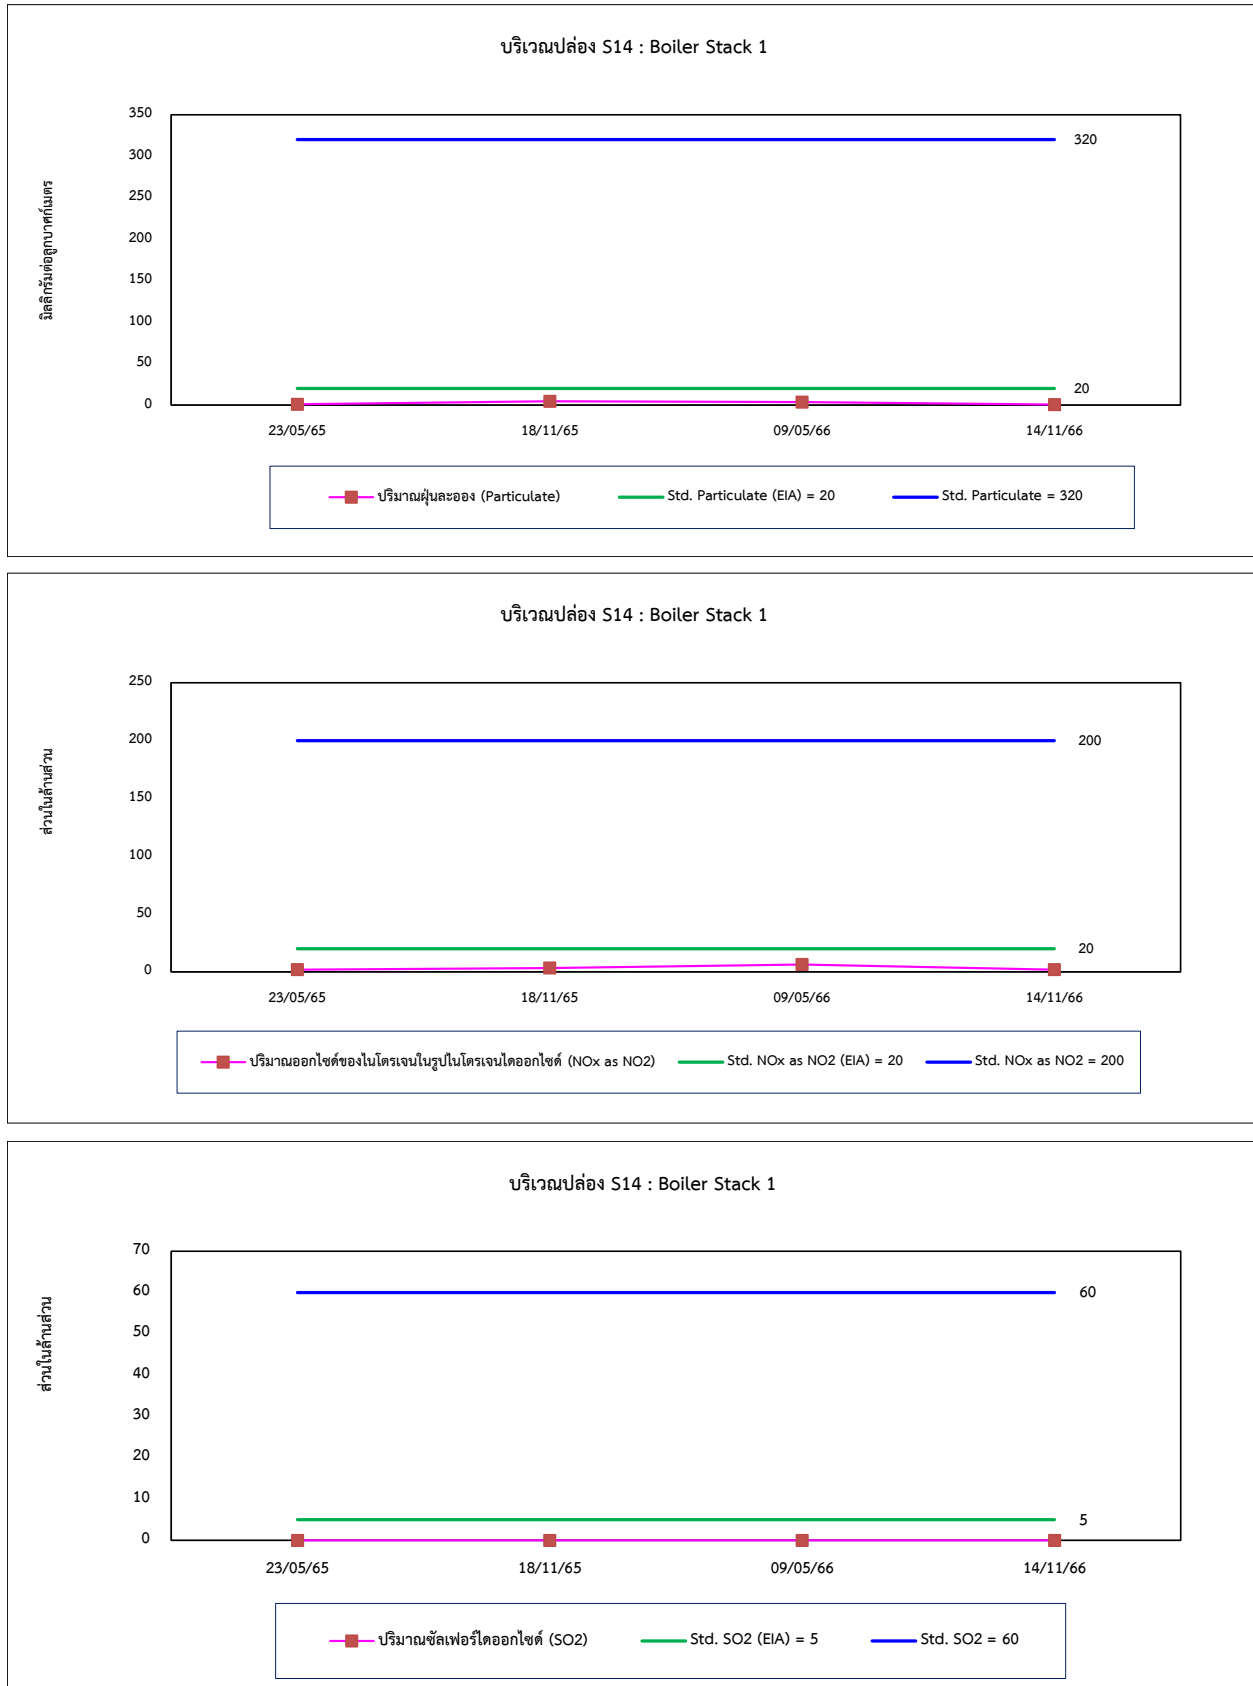 บริเวณปล่อง S14 : Boiler Stack 1
มิลลิกรัมต่อลูกบาศก์เมตร
350
300
250
200
150
100
50
0
320
20
23/05/65 18/11/65 09/05/66 14/11/66
ปริมาณฝุ่นละออง (Particulate) Std. Particulate (EIA) = 20 Std. Particulate = 320
บริเวณปล่อง S14 : Boiler Stack 1
ส่วนในล้านส่วน
250
200
150
100
50
0
200
20
23/05/65 18/11/65 09/05/66 14/11/66
ปริมาณออกไซด์ของไนโตรเจนในรูปไนโตรเจนไดออกไซด์ (NOx as NO2) Std. NOx as NO2 (EIA) = 20 Std. NOx as NO2 = 200
บริเวณปล่อง S14 : Boiler Stack 1
ส่วนในล้านส่วน
70
60
50
40
30
20
10
0
60
5
23/05/65 18/11/65 09/05/66 14/11/66
ปริมาณซัลเฟอร์ไดออกไซด์ (SO2) Std. SO2 (EIA) = 5 Std. SO2 = 60